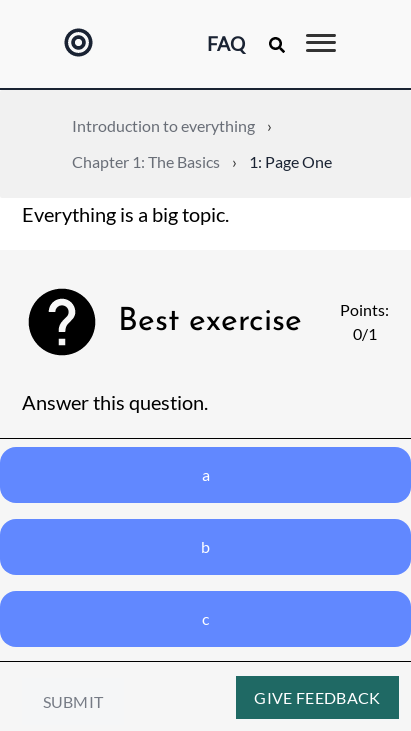 FAQ
Introduction to everything ›
Chapter 1: The Basics › 1: Page One
Everything is a big topic.
Best exercise
Points:
0/1
Answer this question.
a
b
c
SUBMIT
GIVE FEEDBACK